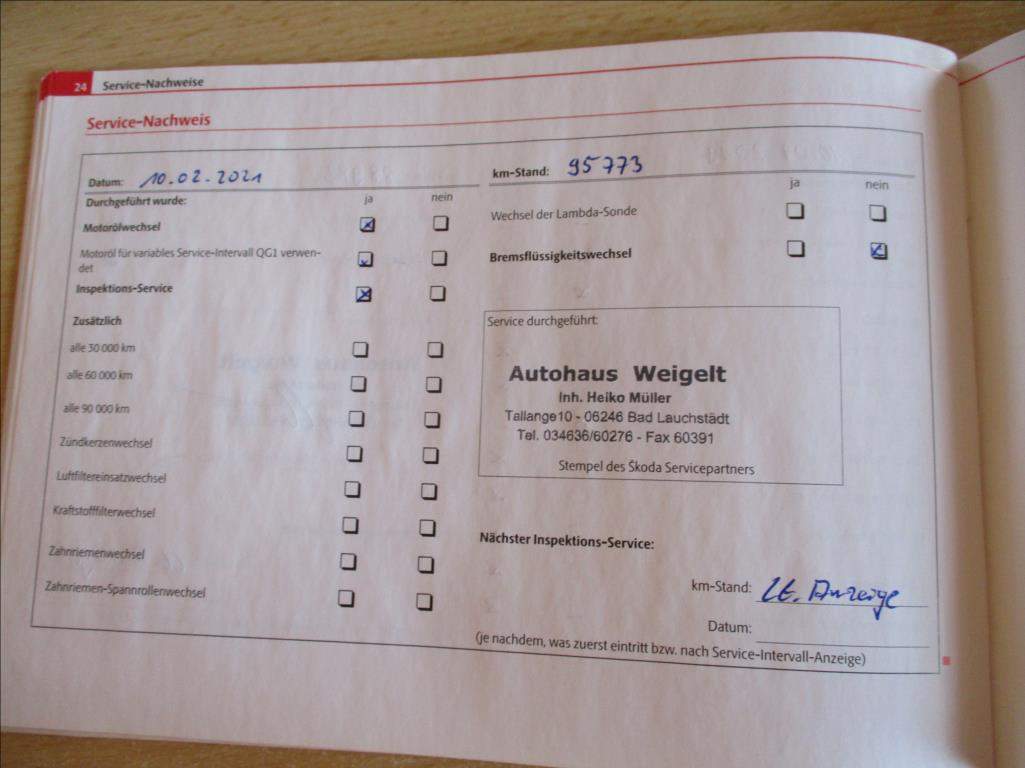 24 Service-Nachweise
Service-Nachweis
Datum: 10.02.2021
Durchgeführt wurde: ja nein
Motorölwechsel
Motoröl für variables Service-Intervall QG1 verwen-
det
Inspektions-Service
Zusätzlich
alle 30 000 km
alle 60 000 km
alle 90 000 km
Zündkerzenwechsel
Luftfiltereinsatzwechsel
Kraftstofffilterwechsel
Zahnriemenwechsel
Zahnriemen-Spannrollenwechsel
km-Stand: 95773
ja nein
Wechsel der Lambda-Sonde
Bremsflüssigkeitswechsel
Service durchgeführt:
Autohaus Weigelt
Inh. Heiko Müller
Tallange10 - 06246 Bad Lauchstädt
Tel. 034636/60276 - Fax 60391
Stempel des Škoda Servicepartners
Nächster Inspektions-Service:
km-Stand: Lt. Anzeige
Datum:
(je nachdem, was zuerst eintritt bzw. nach Service-Intervall-Anzeige)